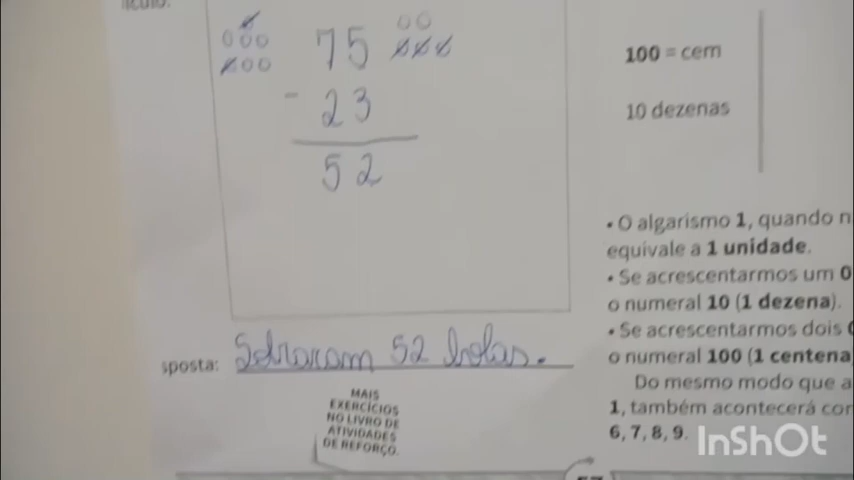 75
- 23
52
sposta: Sobraram 52 bolas.
MAIS
EXERCÍCIOS
NO LIVRO DE
ATIVIDADES
DE REFORÇO.
100 = cem
10 dezenas
• O algarismo 1, quando n
equivale a 1 unidade.
• Se acrescentarmos um 0
o numeral 10 (1 dezena).
• Se acrescentarmos dois 0
o numeral 100 (1 centena
Do mesmo modo que a
1, também acontecerá cor
6, 7, 8, 9.
InShOt